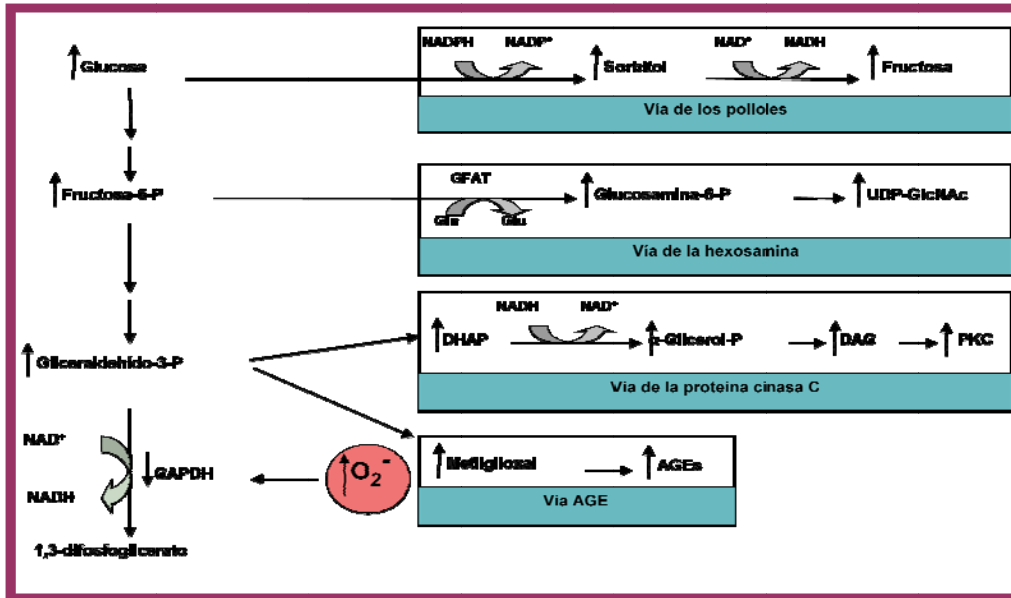 NADPH NADP+
Glucosa Sorbitol NAD+ NADH Fructosa
Vía de los polioles
Fructosa-6-P GFAT Glucosamina-6-P UDP-GlcNAc
Gln Glu
Vía de la hexosamina
NADH NAD+
DHAP α-Glicerol-P DAG PKC
Gliceraldehido-3-P
Vía de la proteína cinasa C
NAD+
GAPDH
NADH
O2-
Metilglioxal AGEs
Vía AGE
1,3-difosfoglicerato